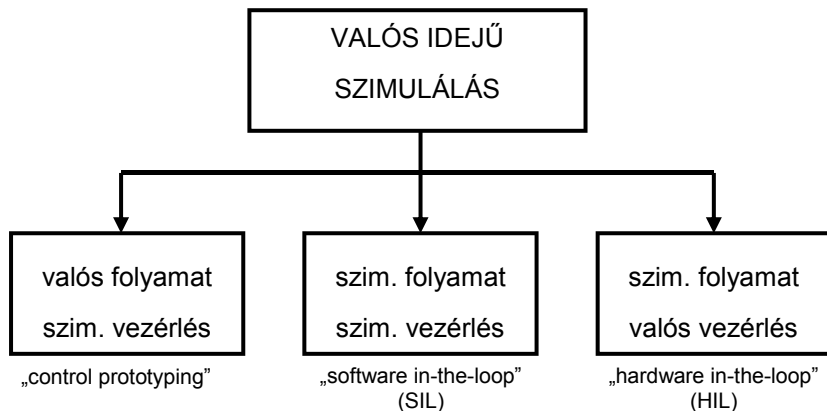 VALÓS IDEJŰ
SZIMULÁLÁS
valós folyamat
szim. vezérlés
„control prototyping”
szim. folyamat
szim. vezérlés
„software in-the-loop”
(SIL)
szim. folyamat
valós vezérlés
„hardware in-the-loop”
(HIL)